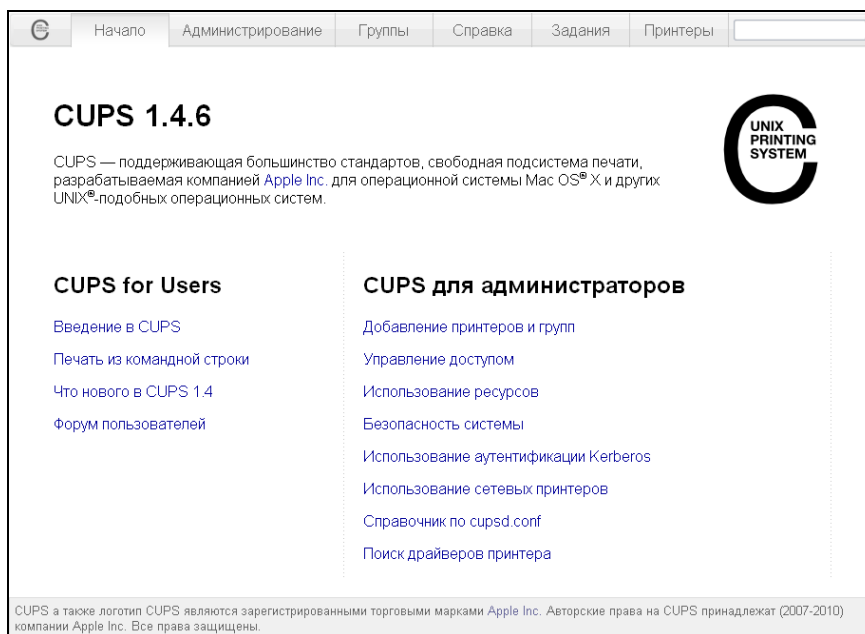 Начало Администрирование Группы Справка Задания Принтеры
CUPS 1.4.6
UNIX
PRINTING
SYSTEM
CUPS — поддерживающая большинство стандартов, свободная подсистема печати,
разрабатываемая компанией Apple Inc. для операционной системы Mac OS® X и других
UNIX®-подобных операционных систем.
CUPS for Users
Введение в CUPS
Печать из командной строки
Что нового в CUPS 1.4
Форум пользователей
CUPS для администраторов
Добавление принтеров и групп
Управление доступом
Использование ресурсов
Безопасность системы
Использование аутентификации Kerberos
Использование сетевых принтеров
Справочник по cupsd.conf
Поиск драйверов принтера
CUPS а также логотип CUPS являются зарегистрированными торговыми марками Apple Inc. Авторские права на CUPS принадлежат (2007-2010)
компании Apple Inc. Все права защищены.